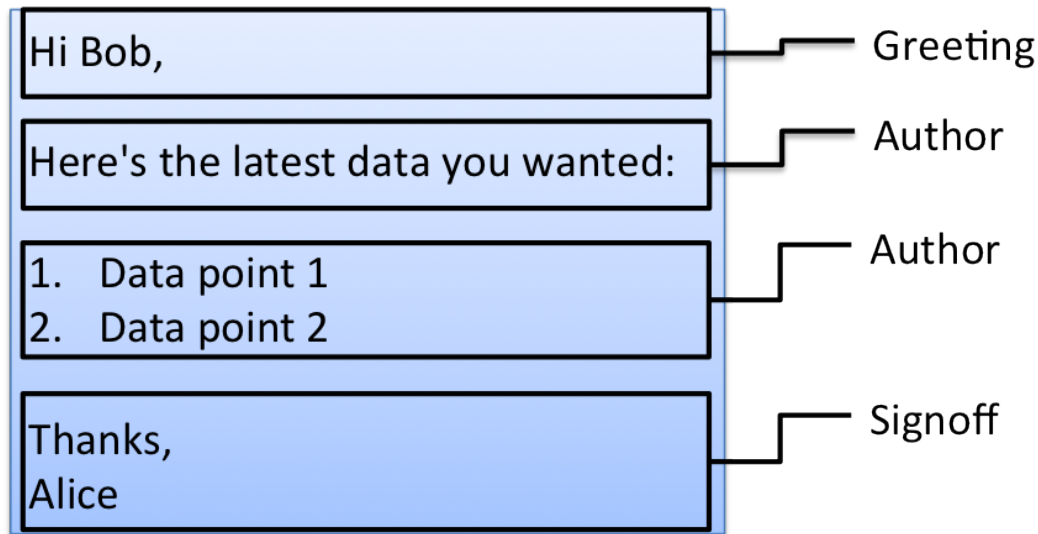 Hi Bob,
Greeting
Here's the latest data you wanted:
Author
1. Data point 1
2. Data point 2
Author
Thanks,
Alice
Signoff